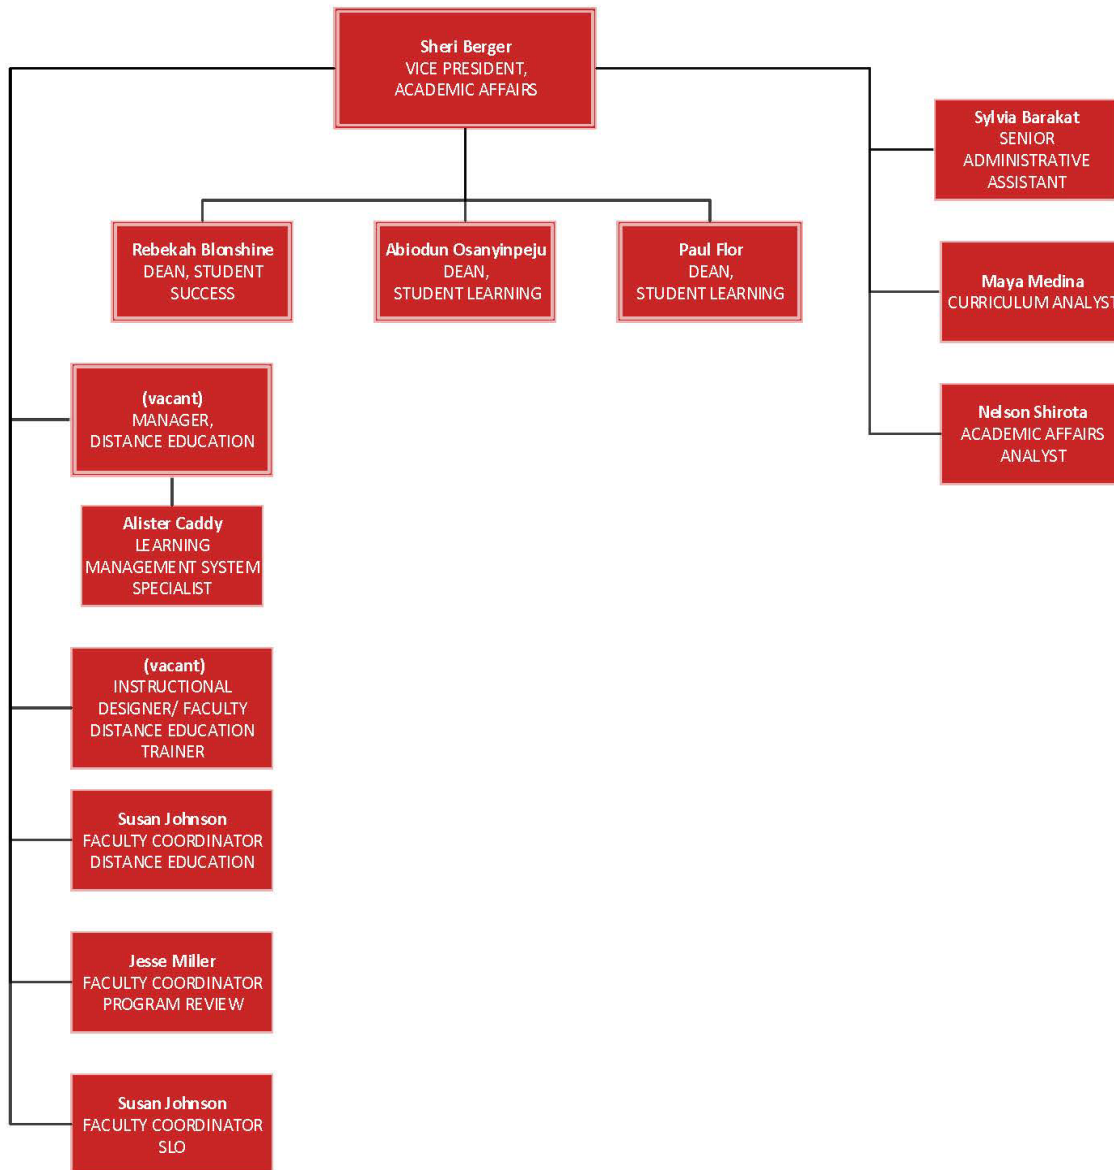 Sheri Berger
VICE PRESIDENT,
ACADEMIC AFFAIRS
Sylvia Barakat
SENIOR
ADMINISTRATIVE
ASSISTANT
Rebekah Blonshine
DEAN, STUDENT
SUCCESS
Abiodun Osanyinpeju
DEAN,
STUDENT LEARNING
Paul Flor
DEAN,
STUDENT LEARNING
Maya Medina
CURRICULUM ANALYST
(vacant)
MANAGER,
DISTANCE EDUCATION
Nelson Shirota
ACADEMIC AFFAIRS
ANALYST
Alister Caddy
LEARNING
MANAGEMENT SYSTEM
SPECIALIST
(vacant)
INSTRUCTIONAL
DESIGNER/ FACULTY
DISTANCE EDUCATION
TRAINER
Susan Johnson
FACULTY COORDINATOR
DISTANCE EDUCATION
Jesse Miller
FACULTY COORDINATOR
PROGRAM REVIEW
Susan Johnson
FACULTY COORDINATOR
SLO